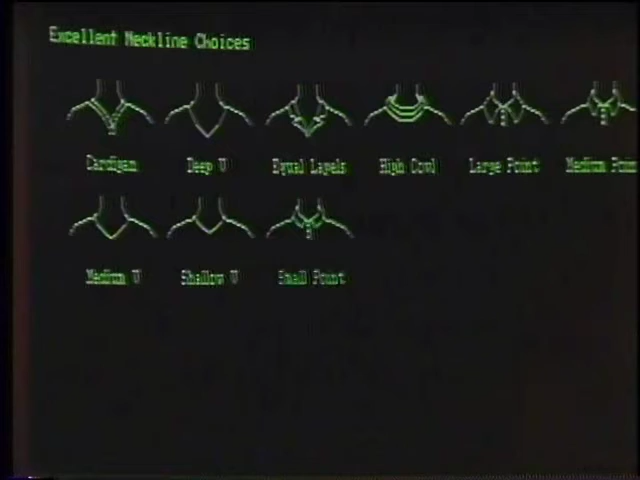 Excellent Neckline Choices
Cardigan Deep V Equal Lapels High Cowl Large Point Medium Poin
Medium V Shallow V Small Point